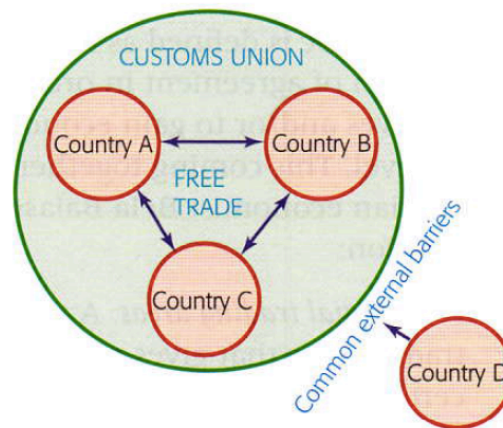 CUSTOMS UNION
Country A
Country B
FREE
TRADE
Country C
Common external barriers
Country D